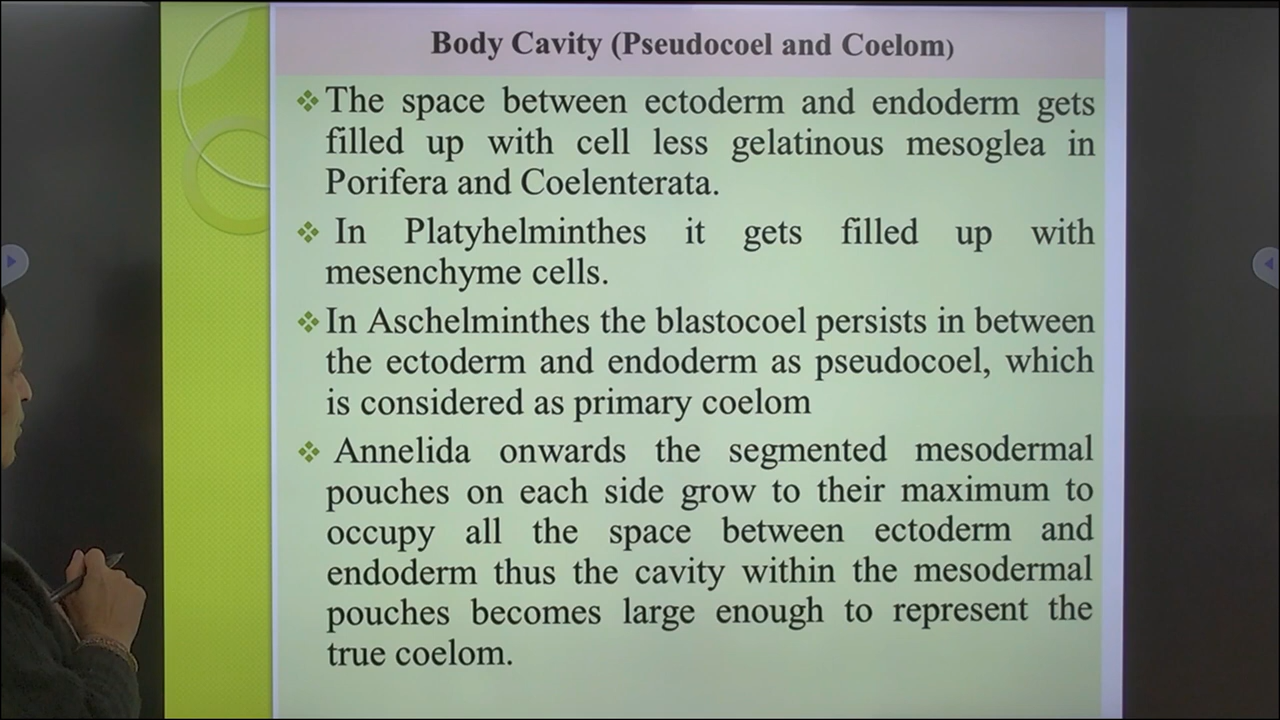 Body Cavity (Pseudocoel and Coelom)
❖ The space between ectoderm and endoderm gets
filled up with cell less gelatinous mesoglea in
Porifera and Coelenterata.
❖ In Platyhelminthes it gets filled up with
mesenchyme cells.
❖ In Aschelminthes the blastocoel persists in between
the ectoderm and endoderm as pseudocoel, which
is considered as primary coelom
❖ Annelida onwards the segmented mesodermal
pouches on each side grow to their maximum to
occupy all the space between ectoderm and
endoderm thus the cavity within the mesodermal
pouches becomes large enough to represent the
true coelom.